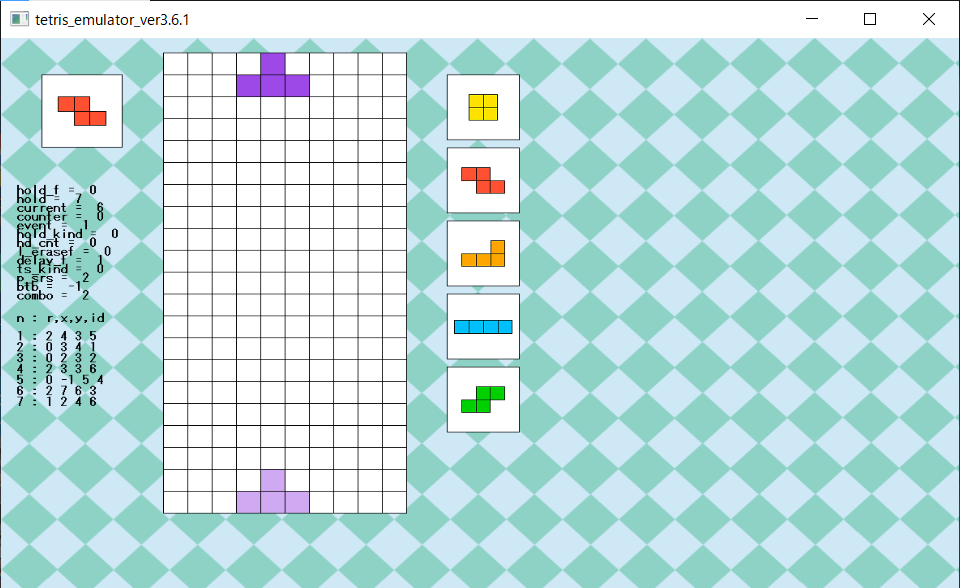 tetris_emulator_ver3.6.1
hold_f = 0
hold = 7
current = 6
counter = 0
event = 1
hold_kind = 0
hd_cnt = 0
l_erasef = 0
delay_f = 1
ts_kind = 0
p_srs = 2
btb = -1
combo = 2
n : r,x,y,id
1 : 2 4 3 5
2 : 0 3 4 1
3 : 0 2 3 2
4 : 2 3 3 6
5 : 0 -1 5 4
6 : 2 7 6 3
7 : 1 2 4 6